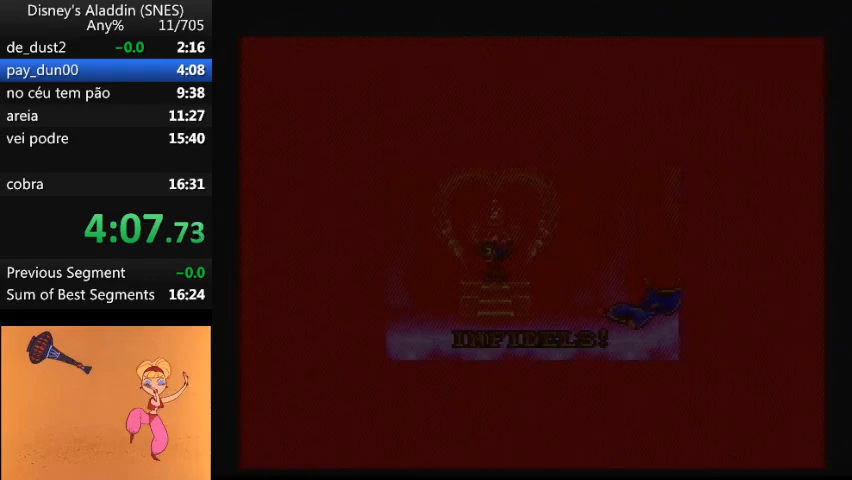 Disney's Aladdin (SNES)
Any% 11/705
de_dust2 −0.0 2:16
pay_dun00 4:08
no céu tem pão 9:38
areia 11:27
vei podre 15:40
cobra 16:31
4:07.73
Previous Segment −0.0
Sum of Best Segments 16:24
INFIDELS!